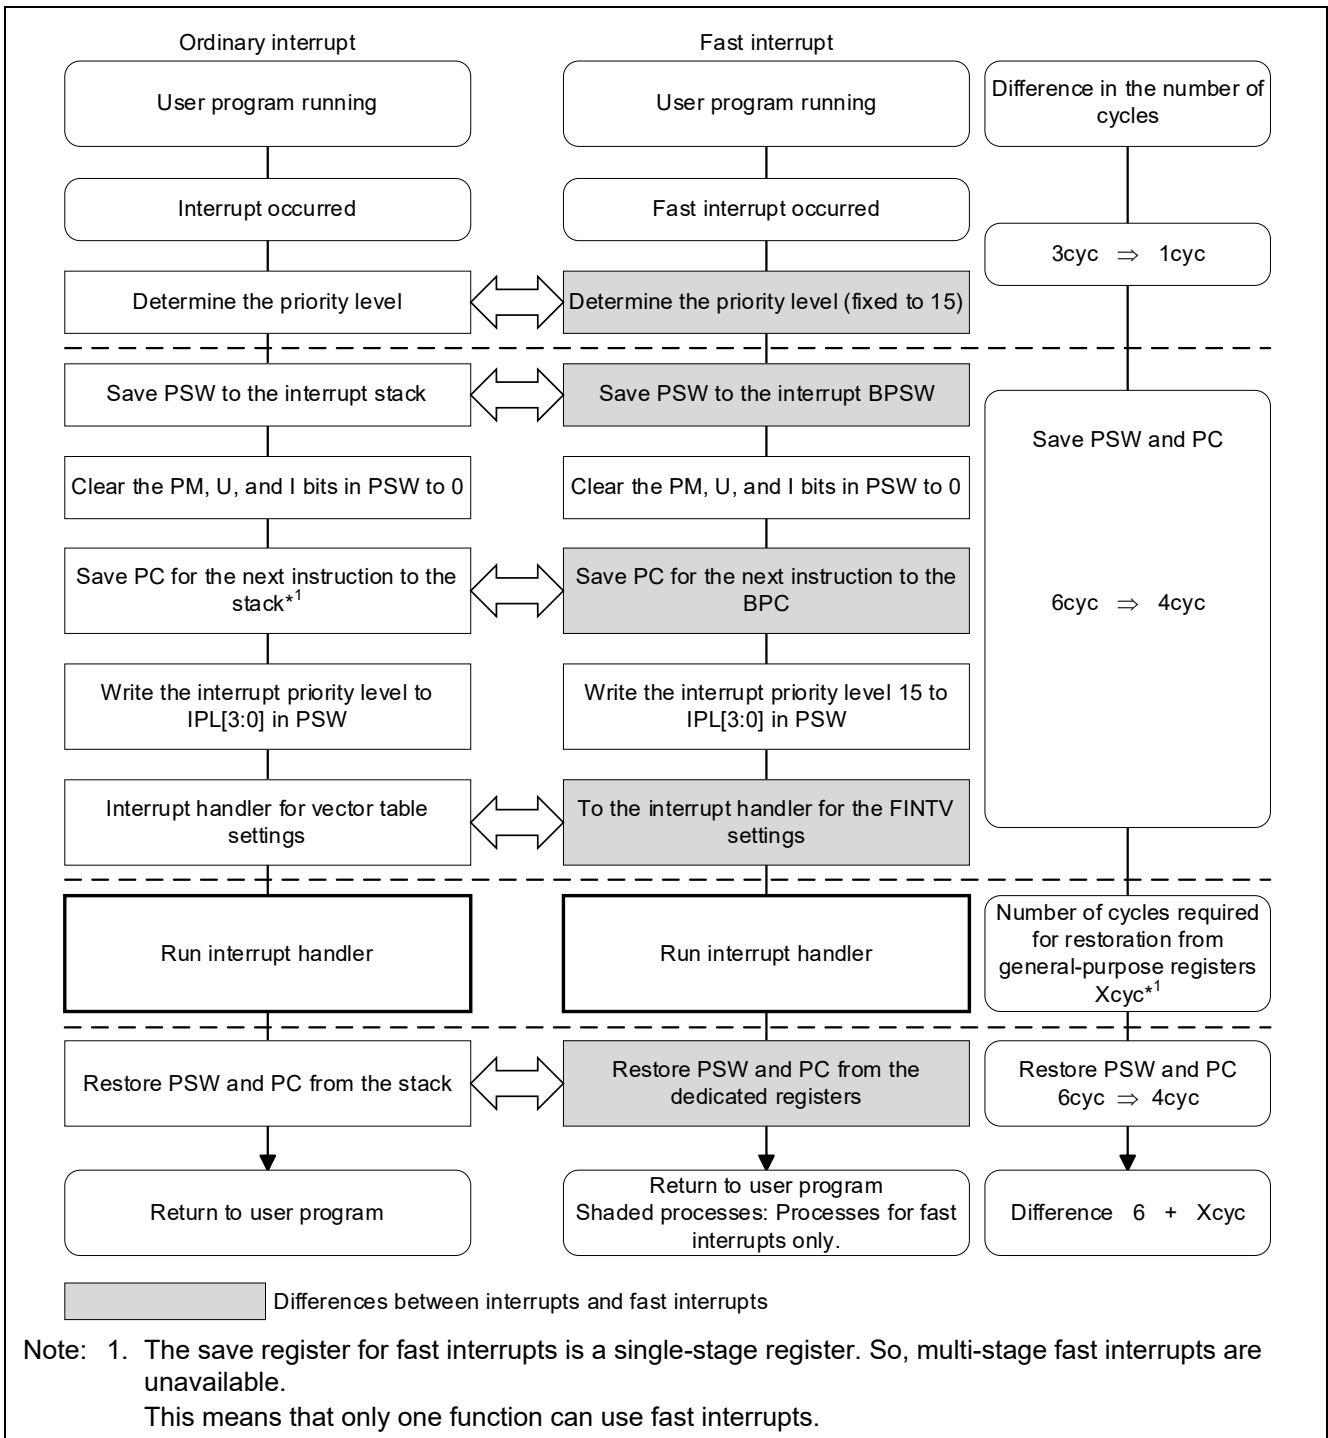 Ordinary interrupt
Fast interrupt
User program running
User program running
Difference in the number of
cycles
Interrupt occurred
Fast interrupt occurred
3cyc ⇒ 1cyc
Determine the priority level
Determine the priority level (fixed to 15)
Save PSW to the interrupt stack
Save PSW to the interrupt BPSW
Save PSW and PC
Clear the PM, U, and I bits in PSW to 0
Clear the PM, U, and I bits in PSW to 0
Save PC for the next instruction to the
stack*1
Save PC for the next instruction to the
BPC
6cyc ⇒ 4cyc
Write the interrupt priority level to
IPL[3:0] in PSW
Write the interrupt priority level 15 to
IPL[3:0] in PSW
Interrupt handler for vector table
settings
To the interrupt handler for the FINTV
settings
Run interrupt handler
Run interrupt handler
Number of cycles required
for restoration from
general-purpose registers
Xcyc*1
Restore PSW and PC from the stack
Restore PSW and PC from the
dedicated registers
Restore PSW and PC
6cyc ⇒ 4cyc
Return to user program
Return to user program
Shaded processes: Processes for fast
interrupts only.
Difference 6 + Xcyc
Differences between interrupts and fast interrupts
Note: 1. The save register for fast interrupts is a single-stage register. So, multi-stage fast interrupts are
unavailable.
This means that only one function can use fast interrupts.